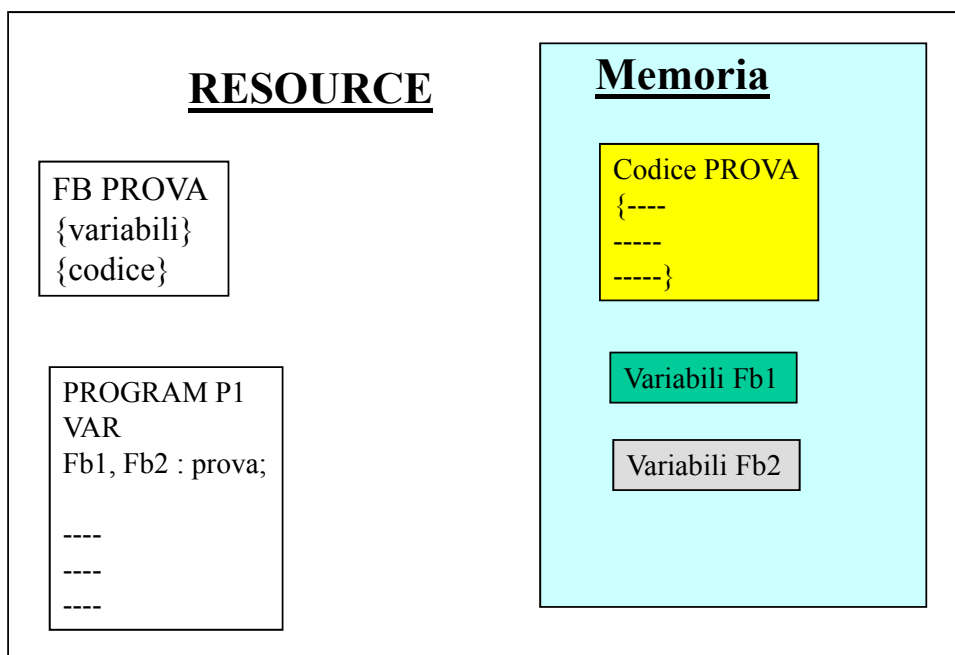 RESOURCE
FB PROVA
{variabili}
{codice}
PROGRAM P1
VAR
Fb1, Fb2 : prova;
----
----
----
Memoria
Codice PROVA
{----
-----
-----}
Variabili Fb1
Variabili Fb2